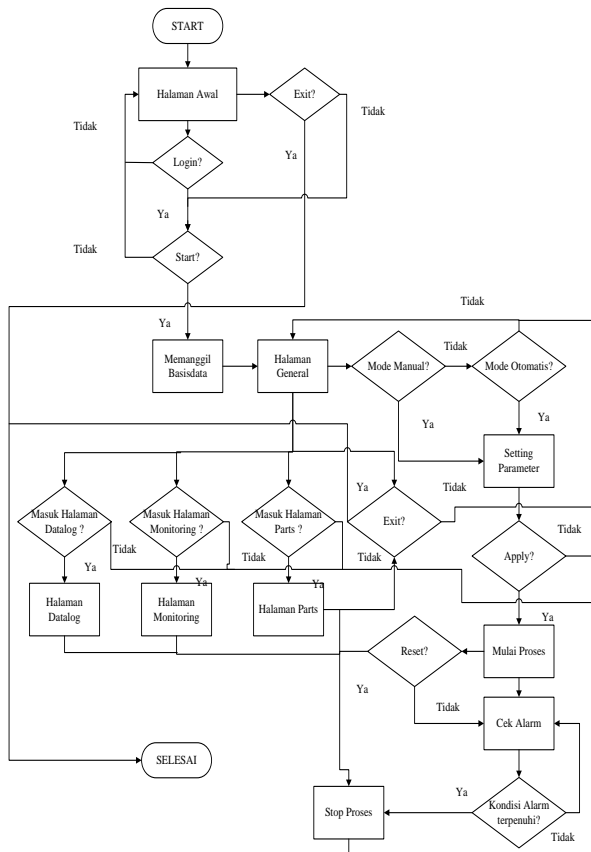 START
Halaman Awal
Exit?
Tidak
Tidak
Ya
Login?
Ya
Tidak
Start?
Tidak
Ya
Memanggil
Basisdata
Halaman
General
Mode Manual?
Tidak
Mode Otomatis?
Ya
Ya
Setting
Parameter
Masuk Halaman
Datalog ?
Masuk Halaman
Monitoring ?
Masuk Halaman
Parts ?
Ya
Exit?
Tidak
Tidak
Tidak
Tidak
Apply?
Tidak
Ya
Ya
Ya
Halaman
Datalog
Halaman
Monitoring
Halaman Parts
Ya
Reset?
Mulai Proses
Ya
Tidak
Cek Alarm
SELESAI
Stop Proses
Ya
Kondisi Alarm
terpenuhi?
Tidak